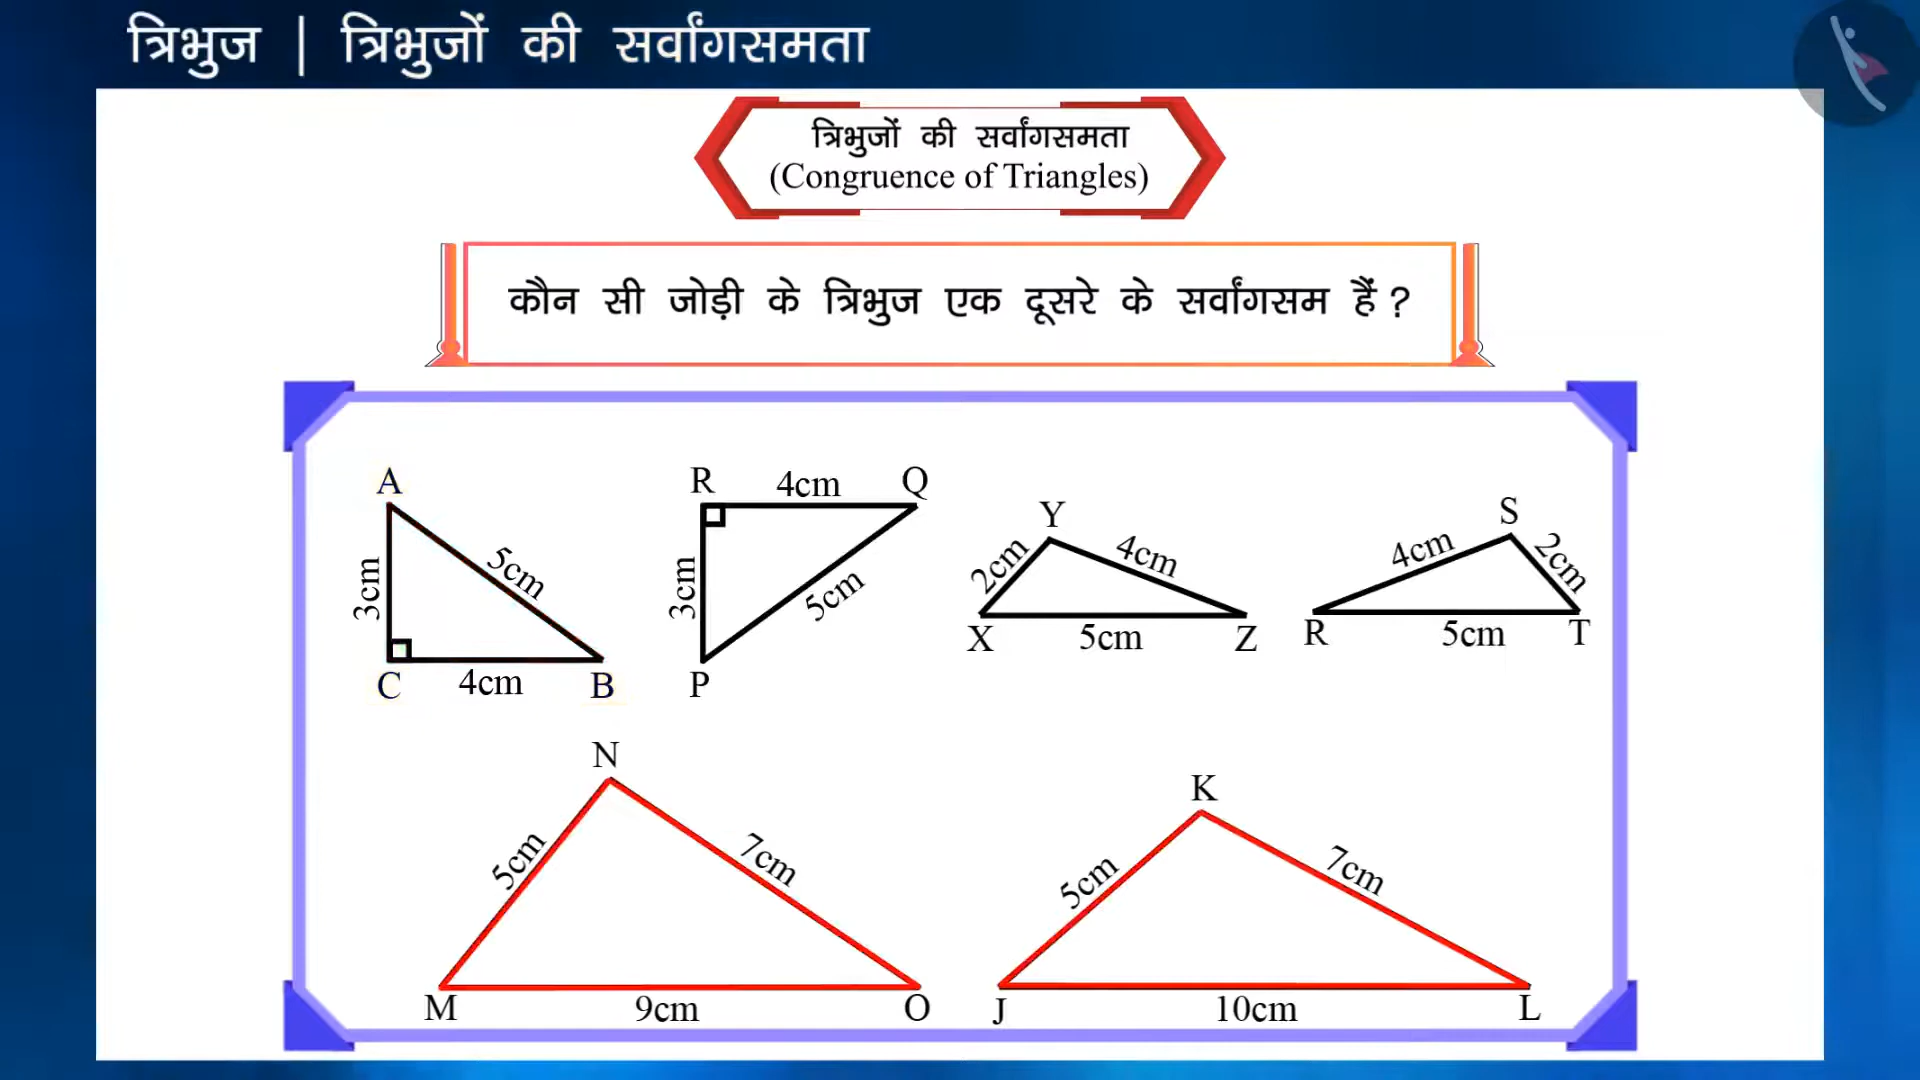 त्रिभुज | त्रिभुजों की सर्वांगसमता
त्रिभुजों की सर्वांगसमता
(Congruence of Triangles)
कौन सी जोड़ी के त्रिभुज एक दूसरे के सर्वांगसम हैं ?
A
3cm
5cm
C
4cm
B
R
4cm
Q
3cm
5cm
P
Y
2cm
4cm
X
5cm
Z
S
4cm
2cm
R
5cm
T
N
5cm
7cm
M
9cm
O
K
5cm
7cm
J
10cm
L